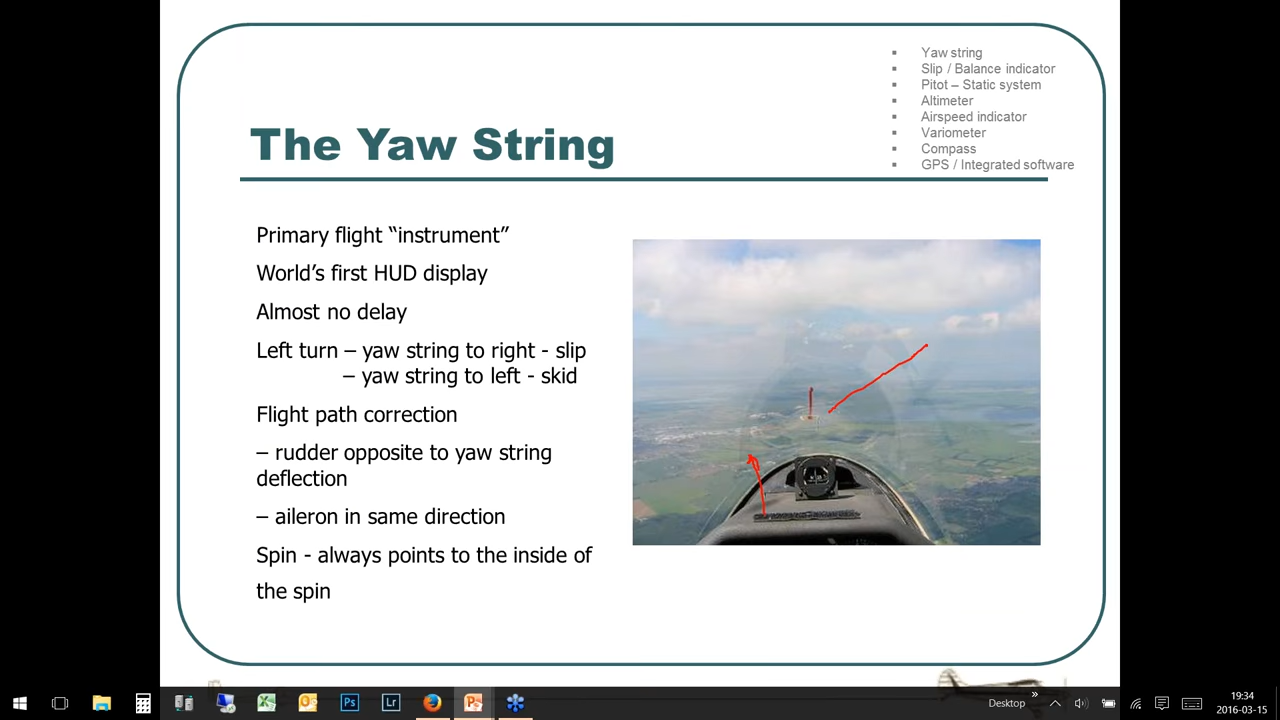 Yaw string
Slip / Balance indicator
Pitot – Static system
Altimeter
Airspeed indicator
Variometer
Compass
GPS / Integrated software
The Yaw String
Primary flight “instrument”
World’s first HUD display
Almost no delay
Left turn – yaw string to right - slip
– yaw string to left - skid
Flight path correction
– rudder opposite to yaw string
deflection
– aileron in same direction
Spin - always points to the inside of
the spin
Ps
Lr
Desktop
»
19:34
2016-03-15